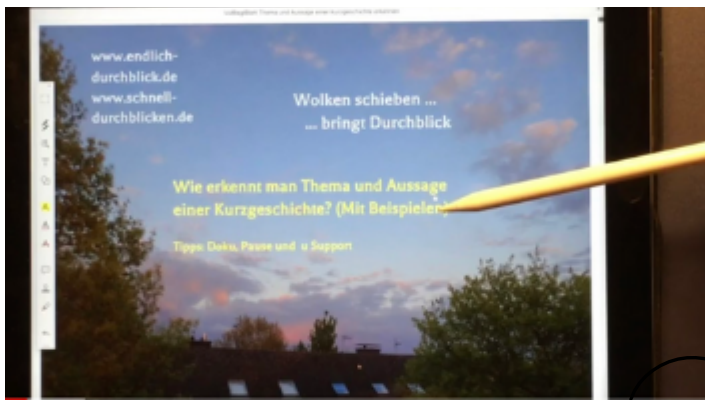 www.endlich-
durchblick.de
www.schnell-
durchblicken.de
Wolken schieben ...
.... bringt Durchblick
Wie erkennt man Thema und Aussage
einer Kurzgeschichte? (Mit Beispielen)
Tipps: Doku, Pause und u Support